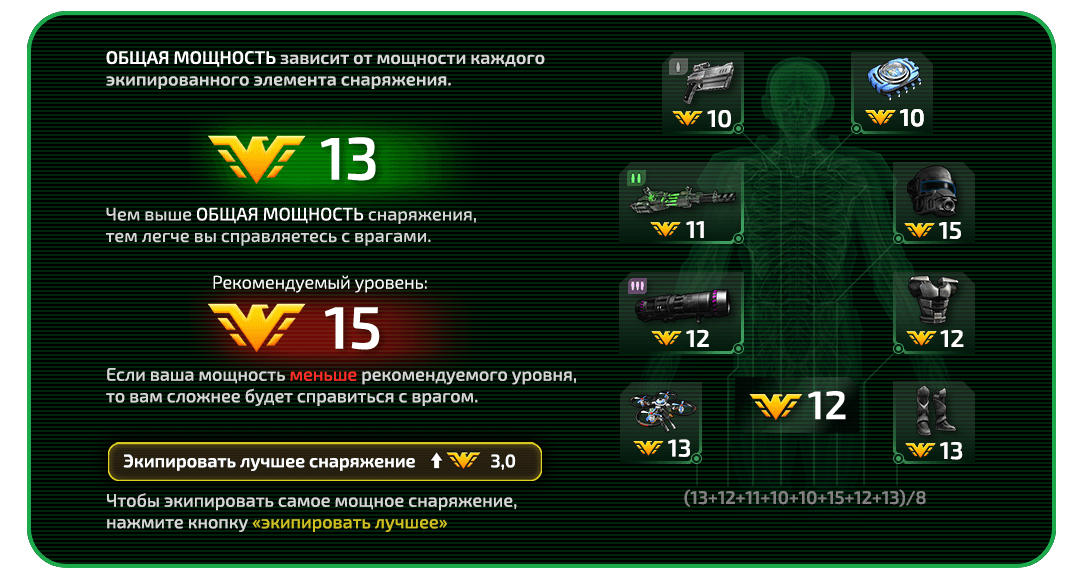 ОБЩАЯ МОЩНОСТЬ зависит от мощности каждого
экипированного элемента снаряжения.
13
Чем выше ОБЩАЯ МОЩНОСТЬ снаряжения,
тем легче вы справляетесь с врагами.
Рекомендуемый уровень:
15
Если ваша мощность меньше рекомендуемого уровня,
то вам сложнее будет справиться с врагом.
Экипировать лучшее снаряжение 3,0
Чтобы экипировать самое мощное снаряжение,
нажмите кнопку «экипировать лучшее»
10
10
11
15
12
12
13
12
13
(13+12+11+10+10+15+12+13)/8